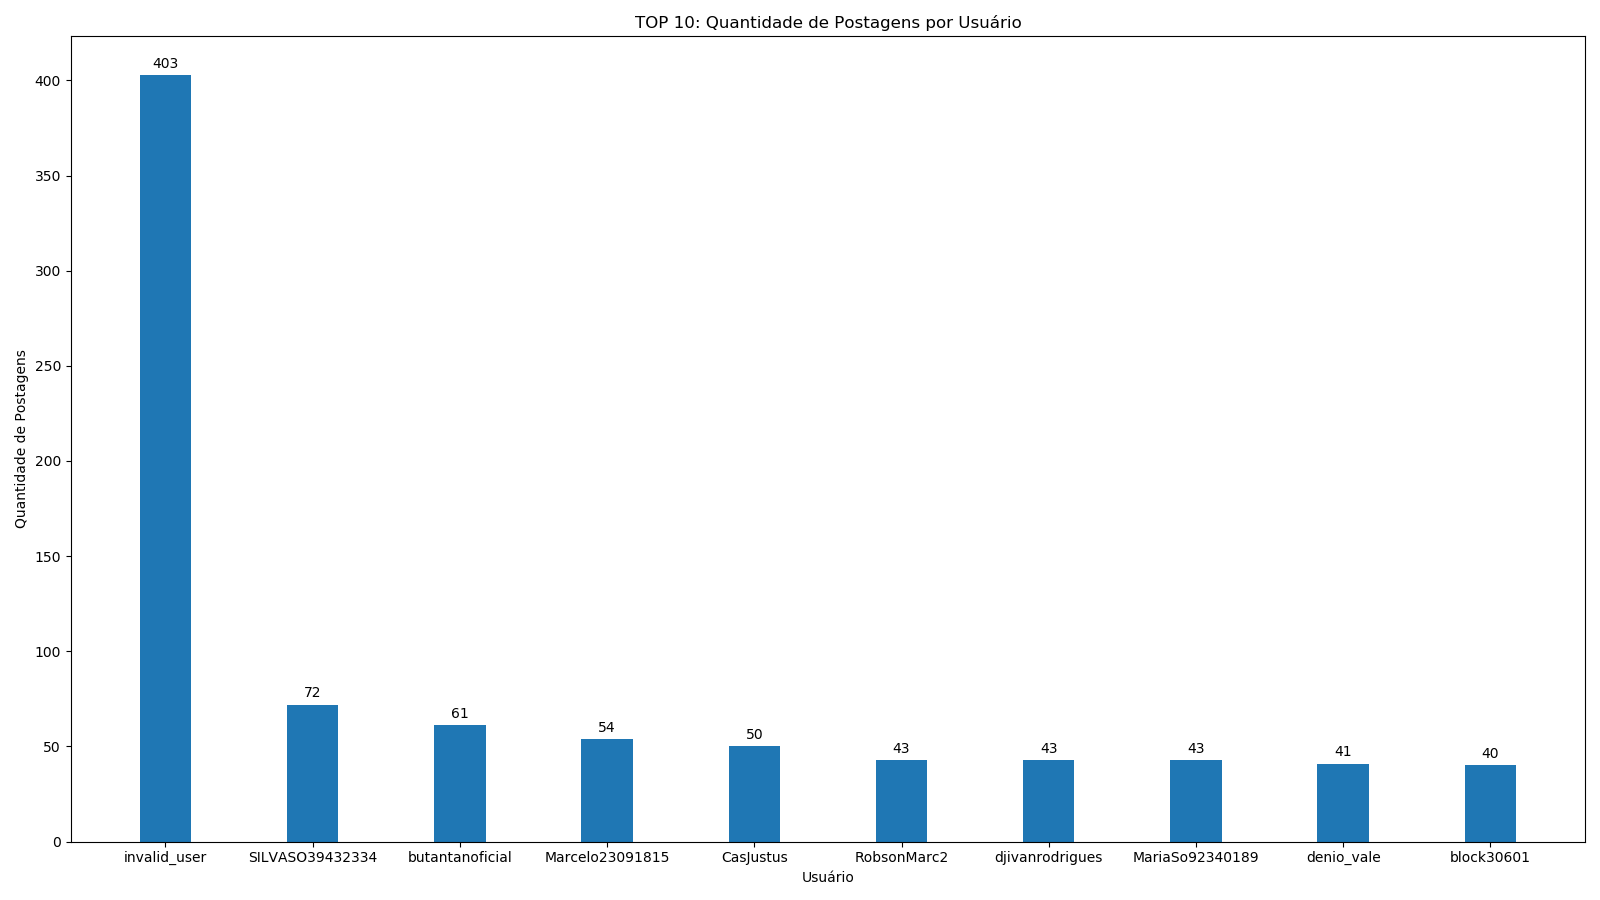 TOP 10: Quantidade de Postagens por Usuário
Quantidade de Postagens
400
350
300
250
200
150
100
50
0
403
72
61
54
50
43
43
43
41
40
invalid_user
SILVASO39432334
butantanoficial
Marcelo23091815
CasJustus
RobsonMarc2
djivanrodrigues
MariaSo92340189
denio_vale
block30601
Usuário